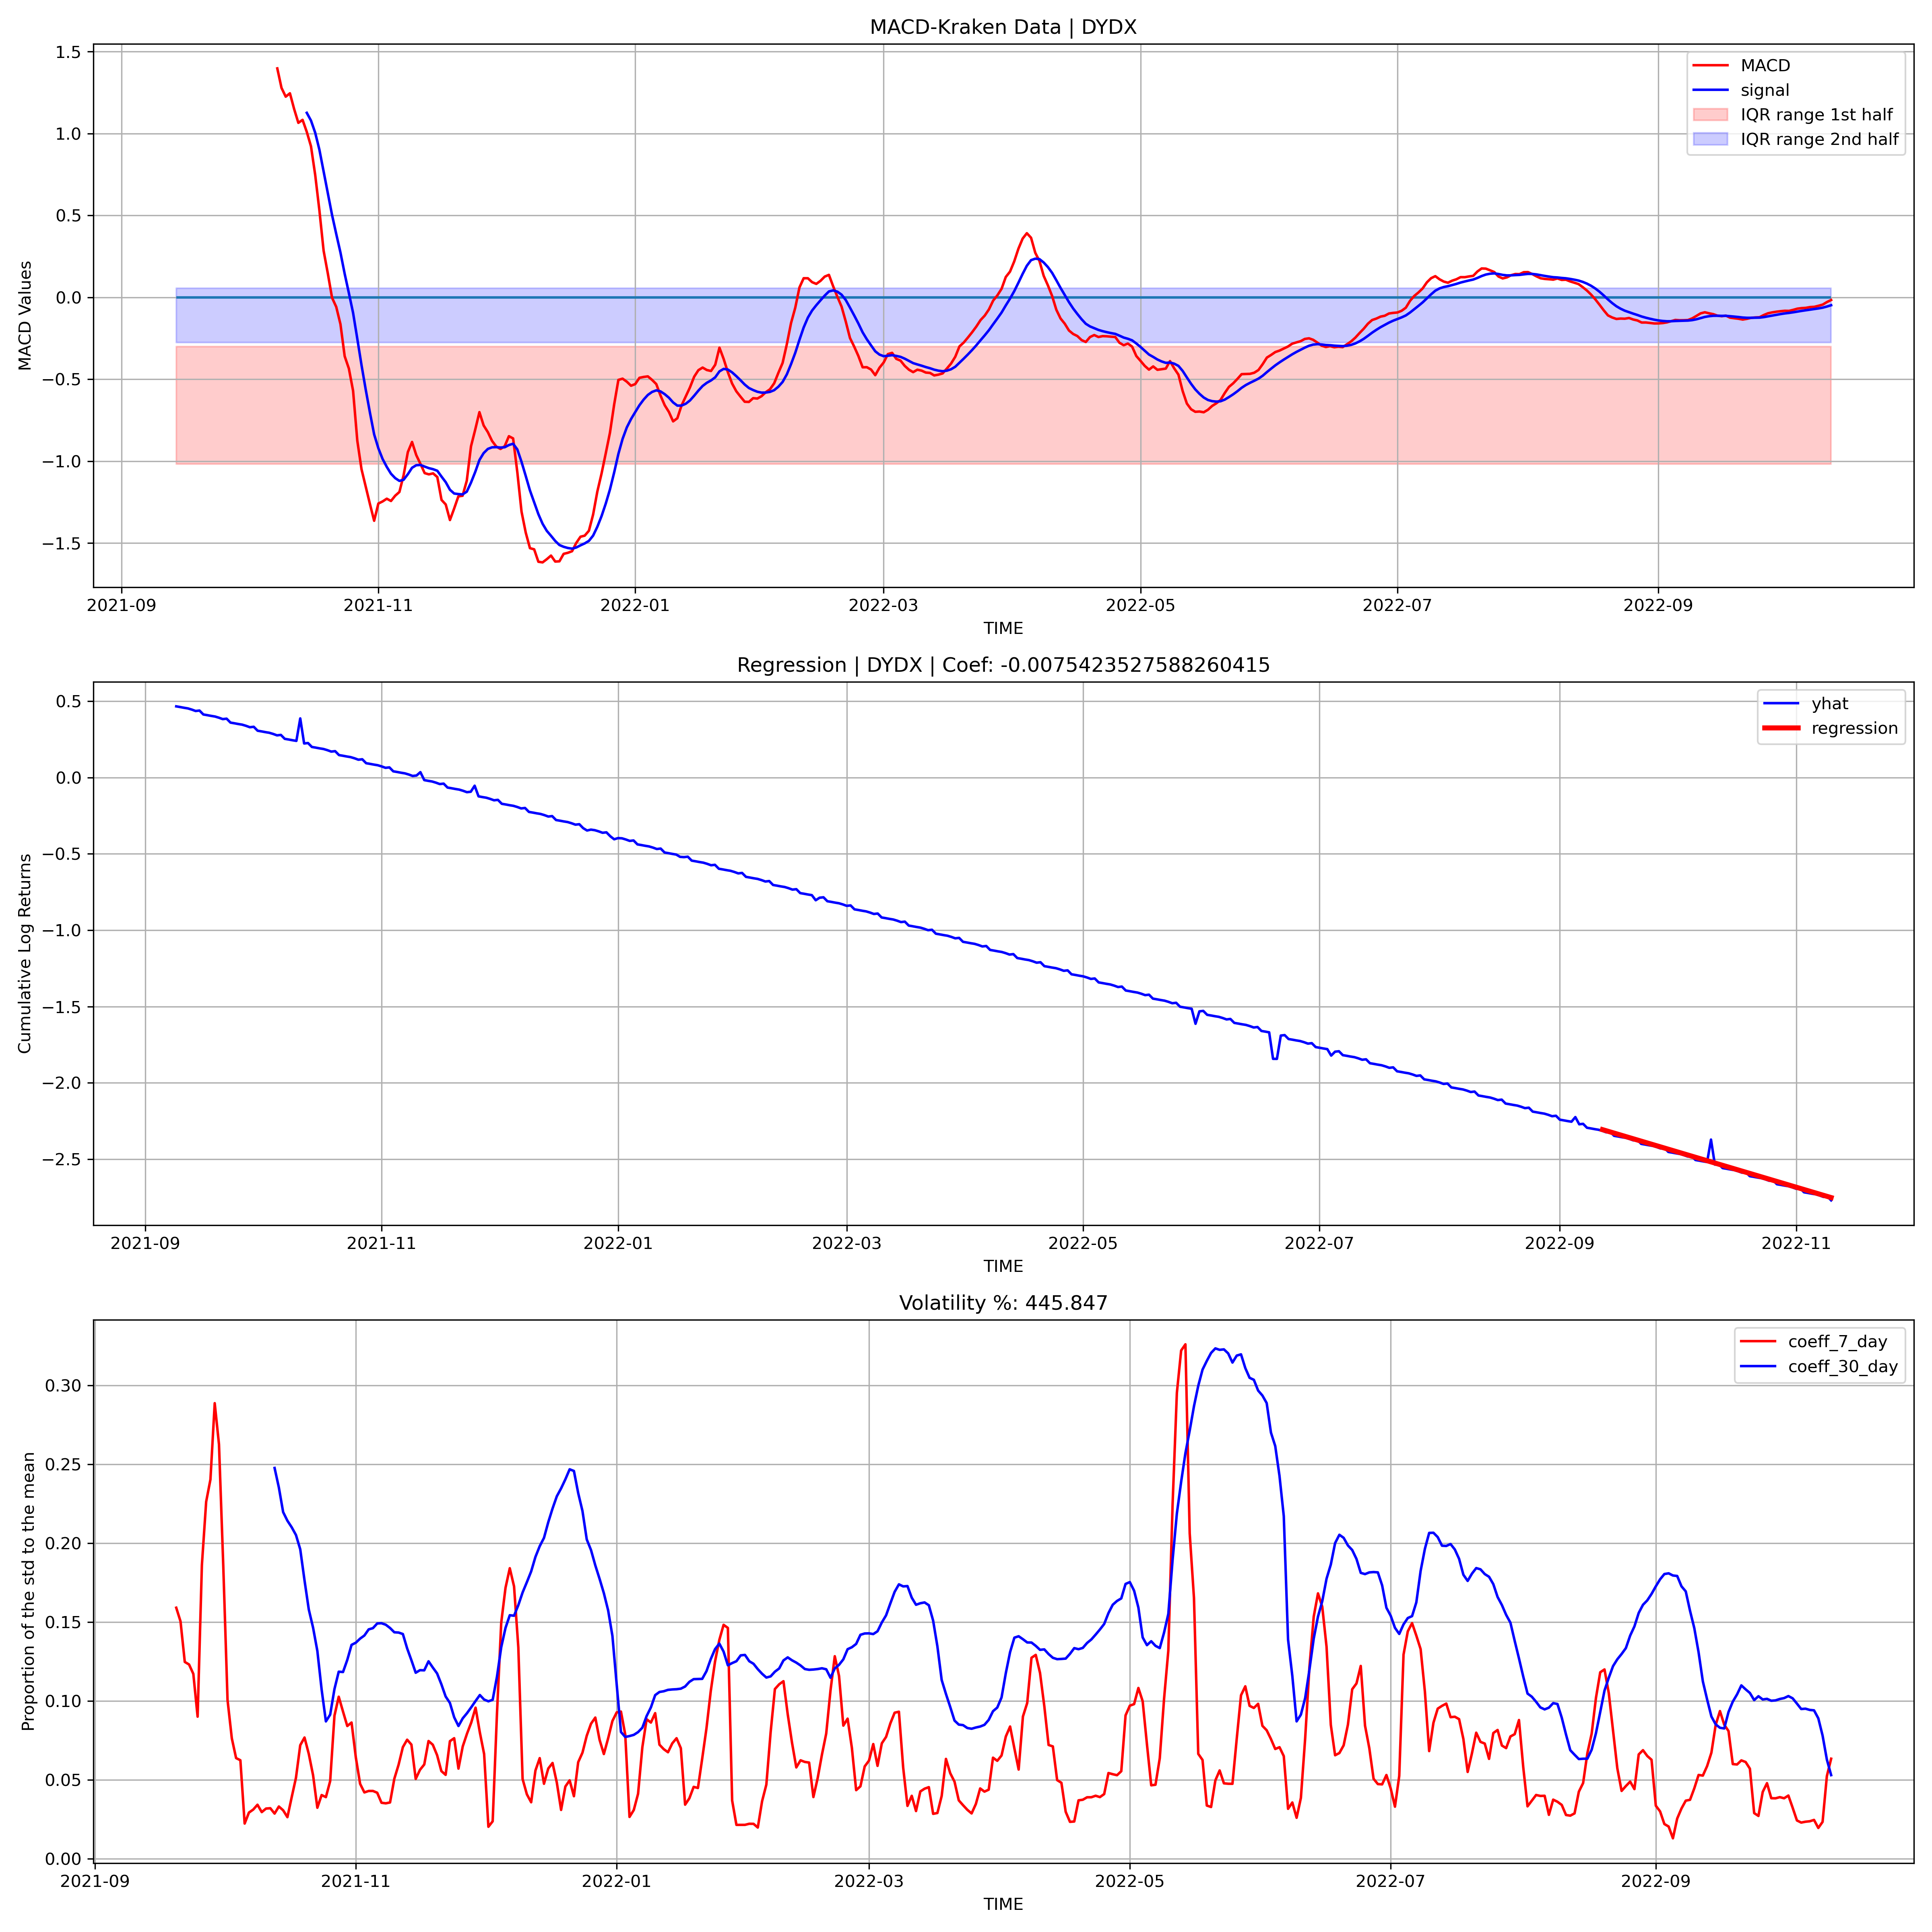 MACD-Kraken Data | DYDX
MACD Values
1.5
1.0
0.5
0.0
−0.5
−1.0
−1.5
MACD
signal
IQR range 1st half
IQR range 2nd half
2021-09
2021-11
2022-01
2022-03
2022-05
2022-07
2022-09
TIME
Regression | DYDX | Coef: -0.0075423527588260415
Cumulative Log Returns
0.5
0.0
−0.5
−1.0
−1.5
−2.0
−2.5
yhat
regression
2021-09
2021-11
2022-01
2022-03
2022-05
2022-07
2022-09
2022-11
TIME
Volatility %: 445.847
Proportion of the std to the mean
0.30
0.25
0.20
0.15
0.10
0.05
0.00
coeff_7_day
coeff_30_day
2021-09
2021-11
2022-01
2022-03
2022-05
2022-07
2022-09
TIME